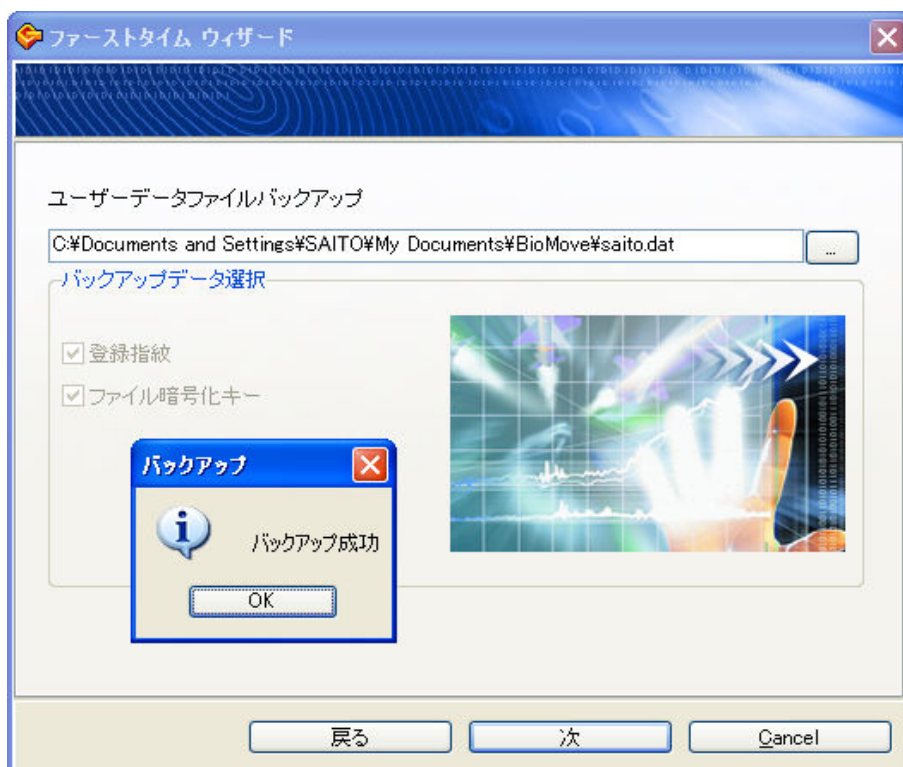 ファーストタイム ウィザード
ユーザーデータファイルバックアップ
C:¥Documents and Settings¥SAITO¥My Documents¥BioMove¥saito.dat
...
バックアップデータ選択
登録指紋
ファイル暗号化キー
バックアップ
バックアップ成功
OK
戻る
次
Cancel